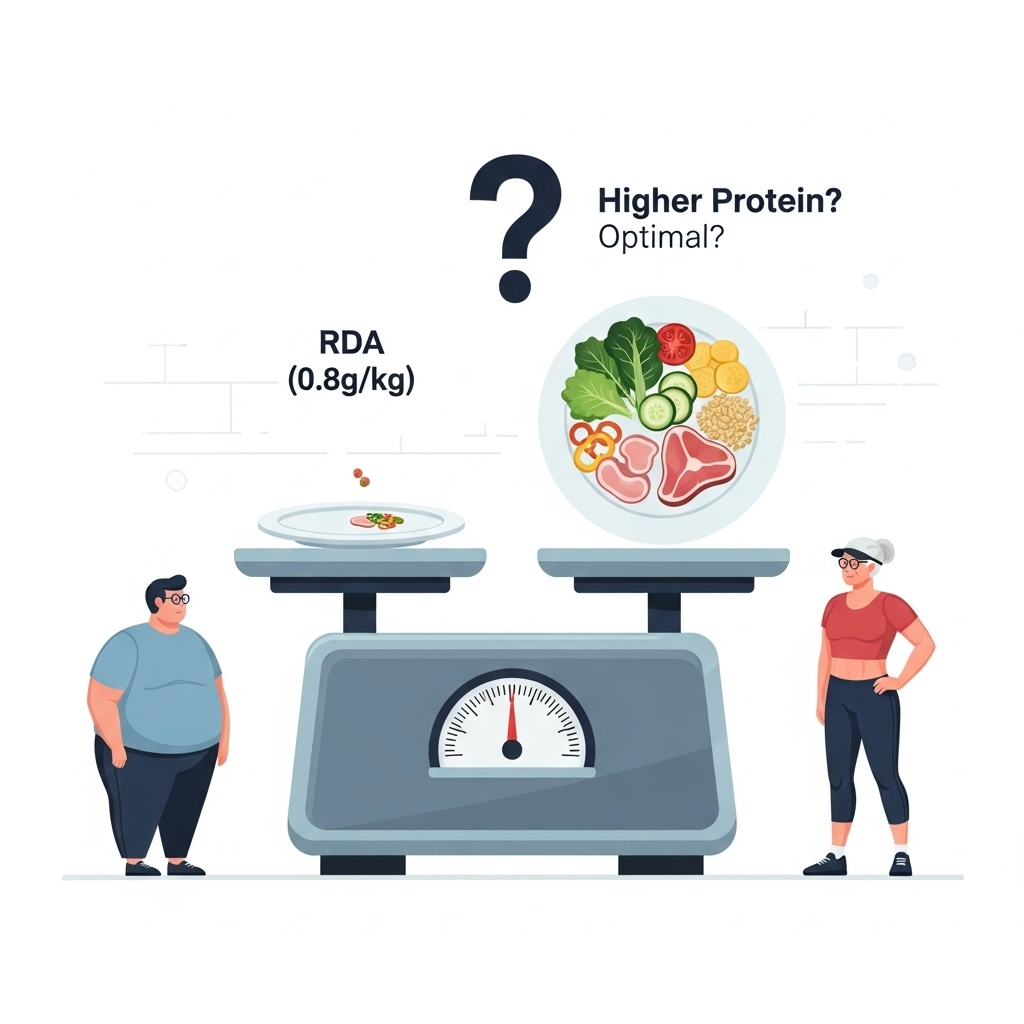 ?
Higher Protein?
Optimal?
RDA
(0.8g/kg)